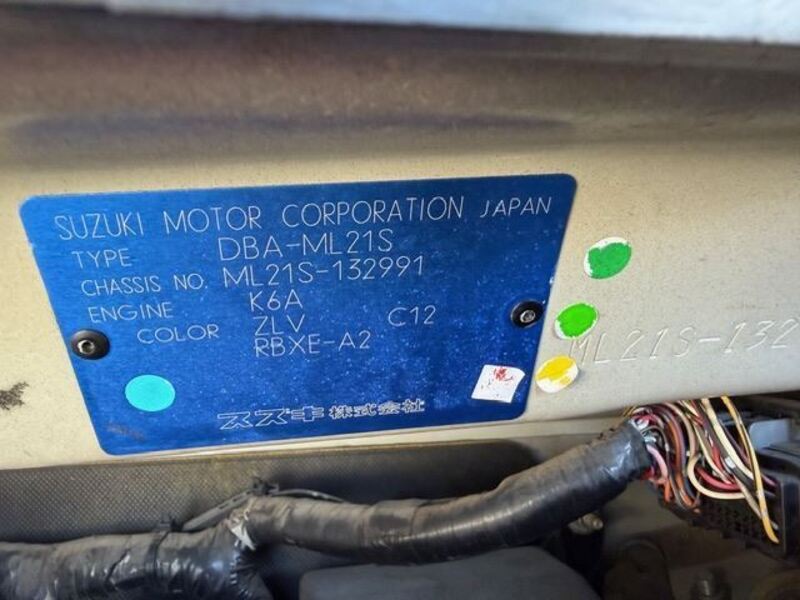 SUZUKI MOTOR CORPORATION JAPAN
TYPE DBA-ML21S
CHASSIS NO. ML21S-132991
ENGINE K6A
COLOR ZLV C12
RBXE-A2
スズキ株式会社
ML21S-132